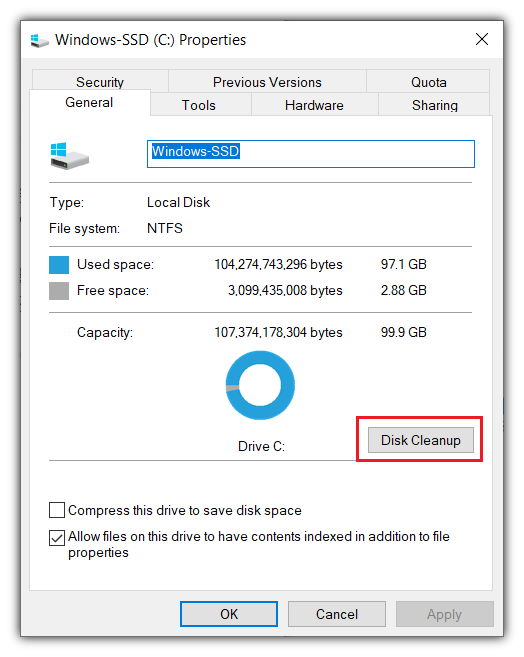 Windows-SSD (C:) Properties
Security Previous Versions Quota
General Tools Hardware Sharing
Windows-SSD
Type: Local Disk
File system: NTFS
Used space: 104,274,743,296 bytes 97.1 GB
Free space: 3,099,435,008 bytes 2.88 GB
Capacity: 107,374,178,304 bytes 99.9 GB
Drive C: Disk Cleanup
Compress this drive to save disk space
Allow files on this drive to have contents indexed in addition to file
properties
OK Cancel Apply